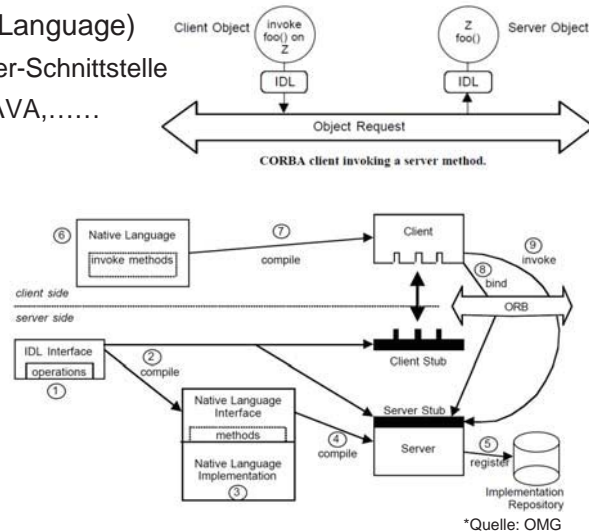 Language)
er-Schnittstelle
AVA,……
Client Object
invoke
foo() on
Z
Z
foo()
Server Object
IDL
IDL
Object Request
CORBA client invoking a server method.
6
Native Language
invoke methods
7
compile
Client
9
invoke
8
bind
client side
server side
ORB
IDL Interface
operations
1
2
compile
Client Stub
Native Language
Interface
methods
Native Language
Implementation
3
4
compile
Server Stub
Server
5
register
Implementation
Repository
*Quelle: OMG